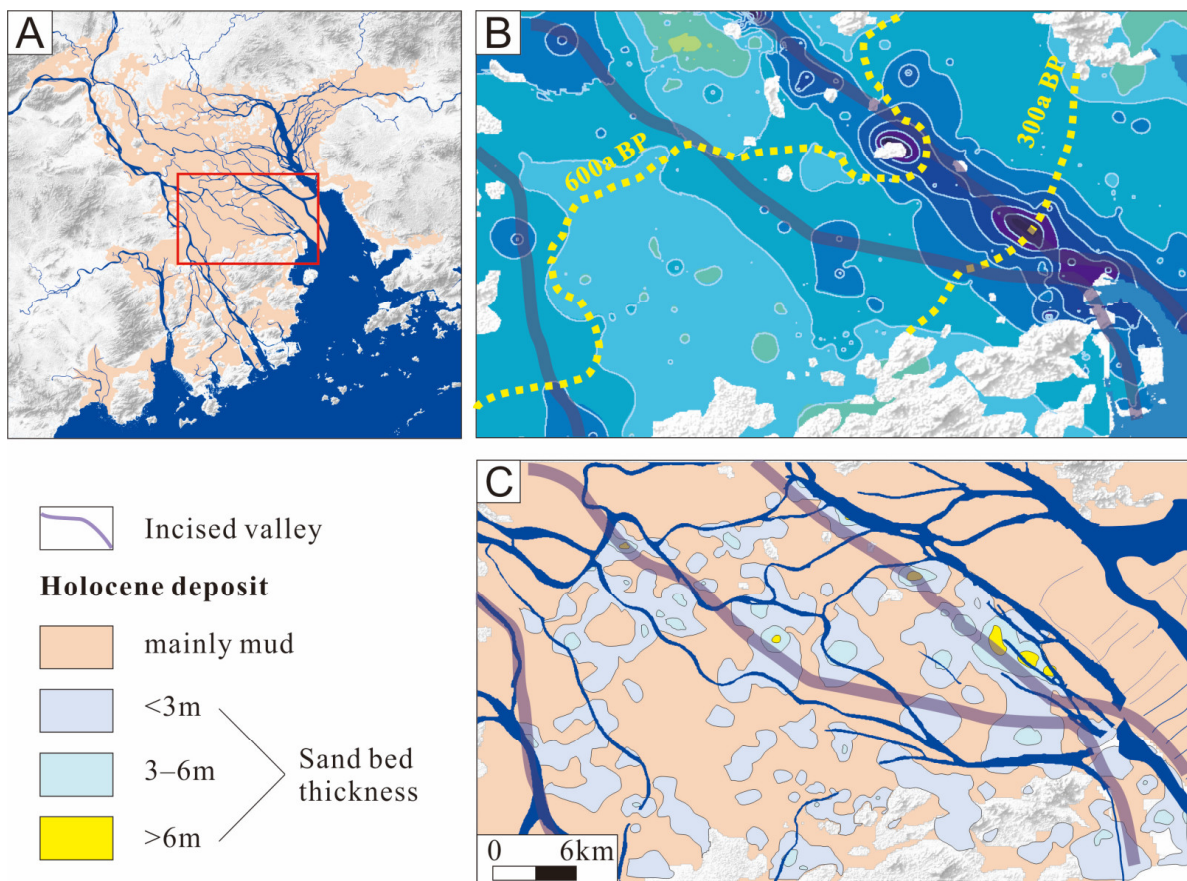 A
B
600a BP
300a BP
Incised valley
Holocene deposit
mainly mud
<3m
3–6m
>6m
Sand bed
thickness
C
0 6km